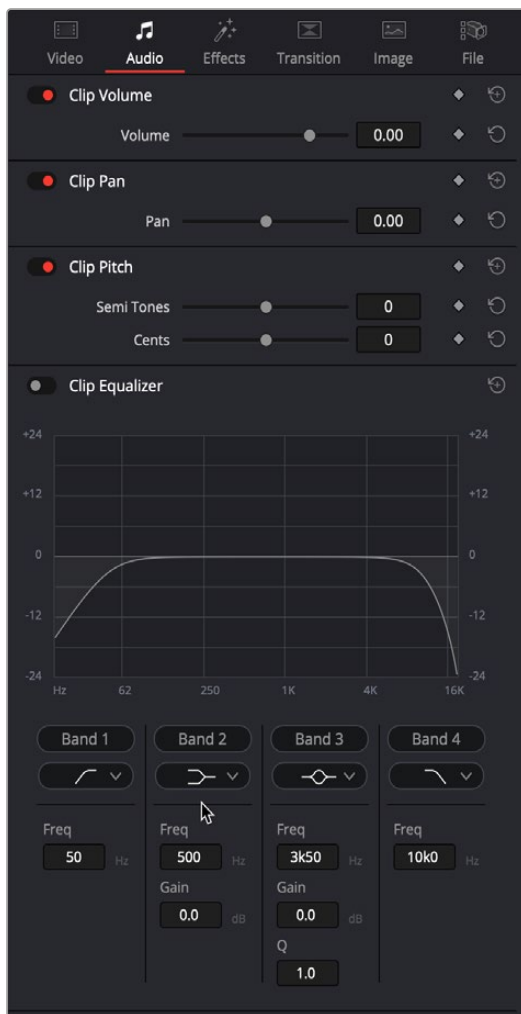 Video Audio Effects Transition Image File
Clip Volume
Volume 0.00
Clip Pan
Pan 0.00
Clip Pitch
Semi Tones 0
Cents 0
Clip Equalizer
+24 +24
+12 +12
0 0
-12 -12
-24 -24
Hz 62 250 1K 4K 16K
Band 1 Band 2 Band 3 Band 4
Freq Freq Freq Freq
50 Hz 500 Hz 3k50 Hz 10k0 Hz
Gain Gain
0.0 dB 0.0 dB
Q
1.0